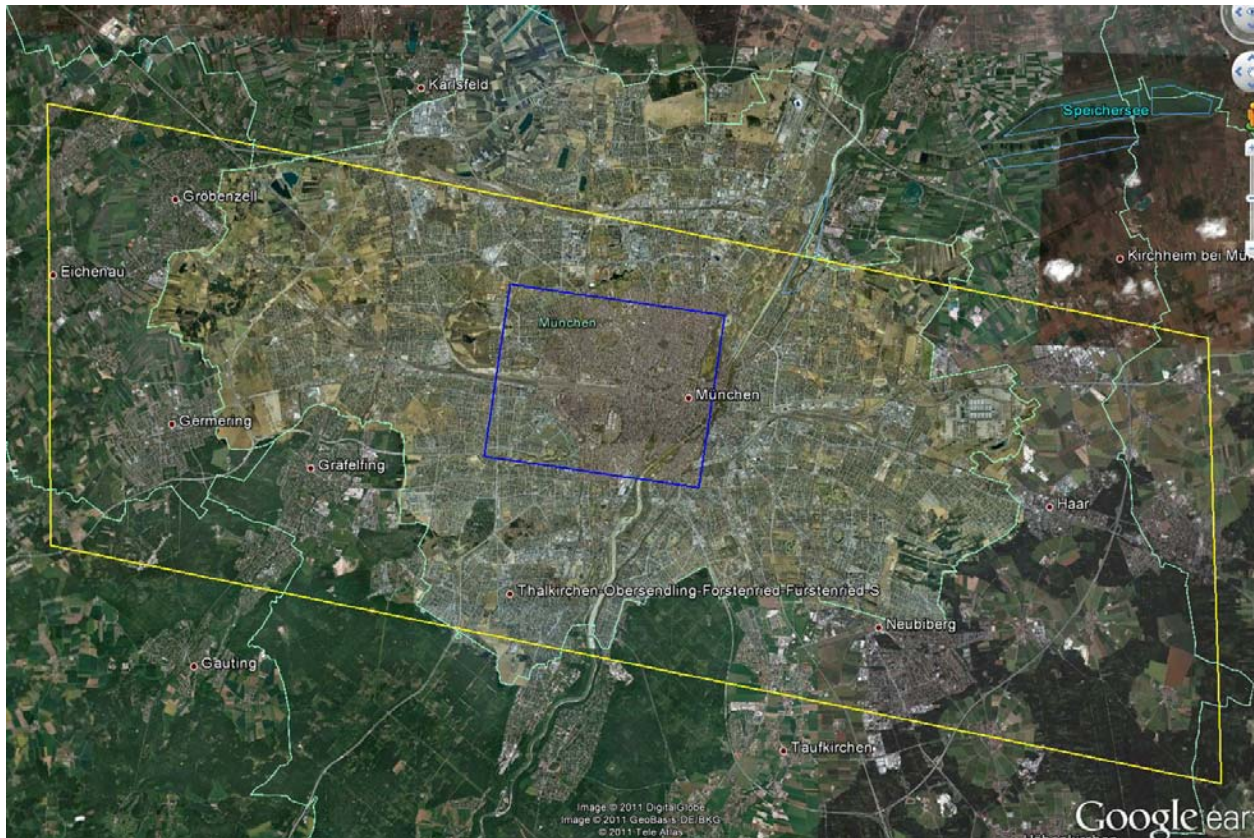 Karlsfeld
Speichersee
Gröbenzell
Kirchheim bei Mün
Eichenau
München
München
Germering
Gräfelfing
Haar
Thalkirchen-Obersendling-Forstenried-Fürstenried-S
Neubiberg
Gauting
Taufkirchen
Image © 2011 DigitalGlobe
Image © 2011 GeoBasis-DE/BKG
© 2011 Tele Atlas
Google ear